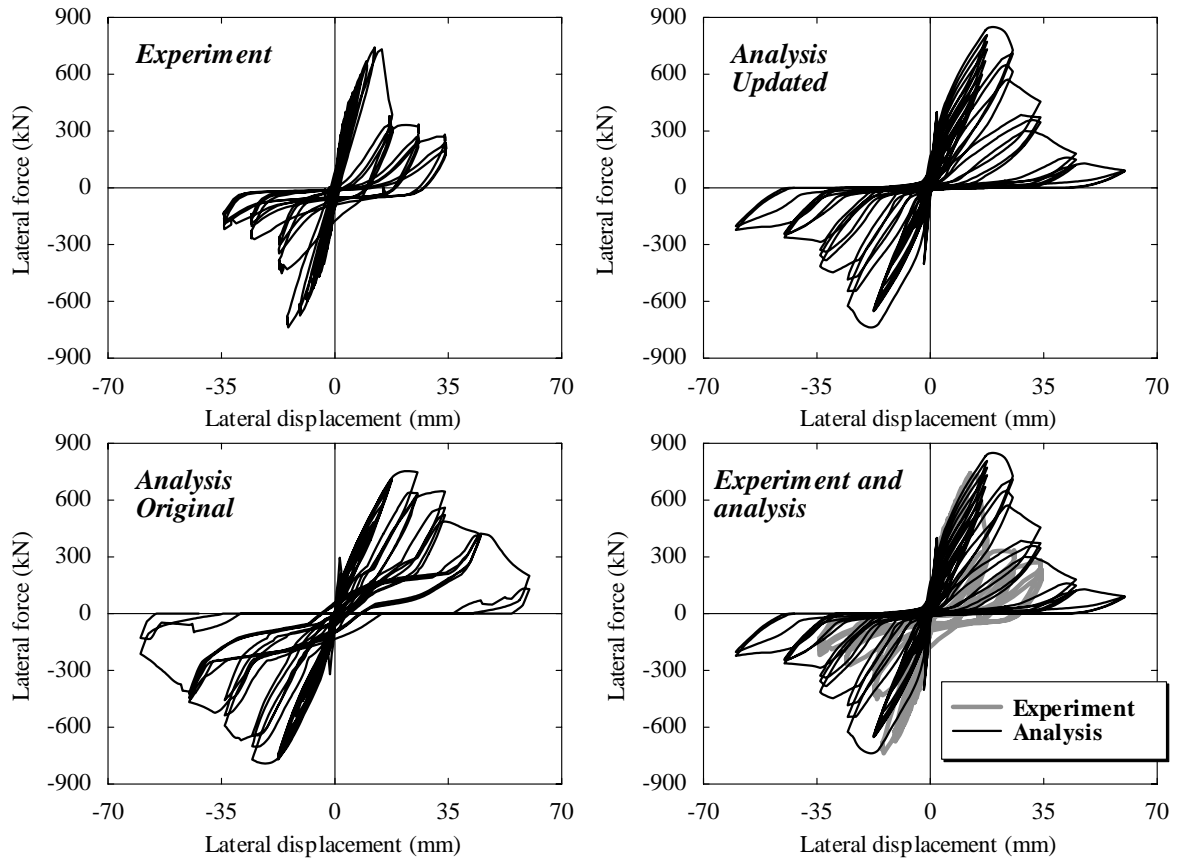 900
600
300
0
-300
-600
-900
Lateral force (kN)
Experiment
-70
-35
0
35
70
Lateral displacement (mm)
900
600
300
0
-300
-600
-900
Lateral force (kN)
Analysis
Updated
-70
-35
0
35
70
Lateral displacement (mm)
900
600
300
0
-300
-600
-900
Lateral force (kN)
Analysis
Original
-70
-35
0
35
70
Lateral displacement (mm)
900
600
300
0
-300
-600
-900
Lateral force (kN)
Experiment and
analysis
Experiment
Analysis
-70
-35
0
35
70
Lateral displacement (mm)